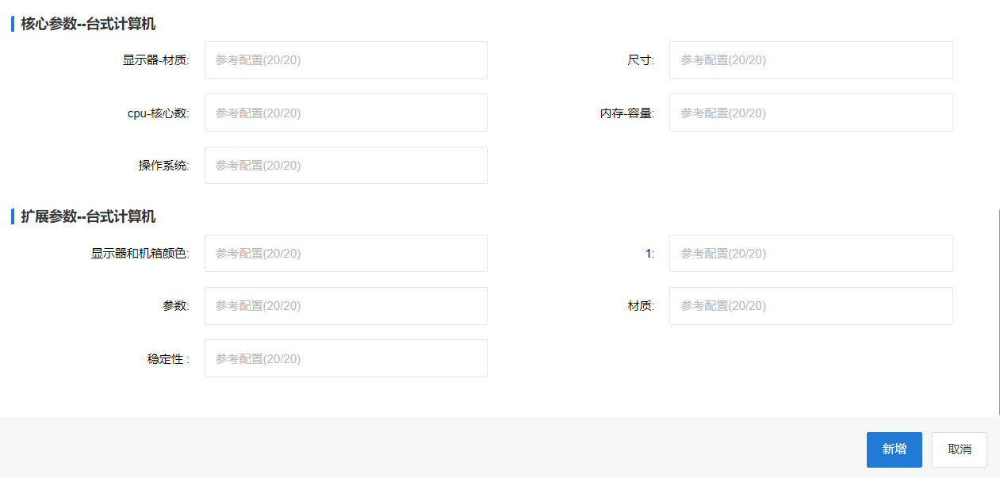 核心参数--台式计算机
显示器-材质: 参考配置(20/20) 尺寸: 参考配置(20/20)
cpu-核心数: 参考配置(20/20) 内存-容量: 参考配置(20/20)
操作系统: 参考配置(20/20)
扩展参数--台式计算机
显示器和机箱颜色: 参考配置(20/20) 1: 参考配置(20/20)
参数: 参考配置(20/20) 材质: 参考配置(20/20)
稳定性 : 参考配置(20/20)
新增 取消